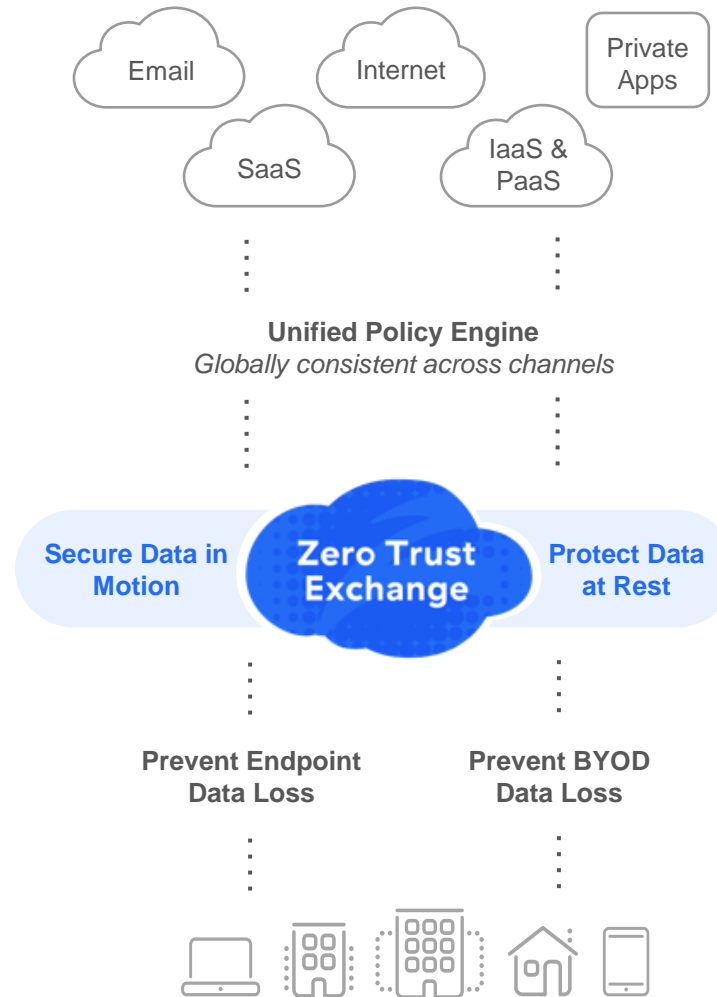 Email
Internet
Private
Apps
SaaS
IaaS &
PaaS
Unified Policy Engine
Globally consistent across channels
Secure Data in
Motion
Zero Trust
Exchange
Protect Data
at Rest
Prevent Endpoint
Data Loss
Prevent BYOD
Data Loss